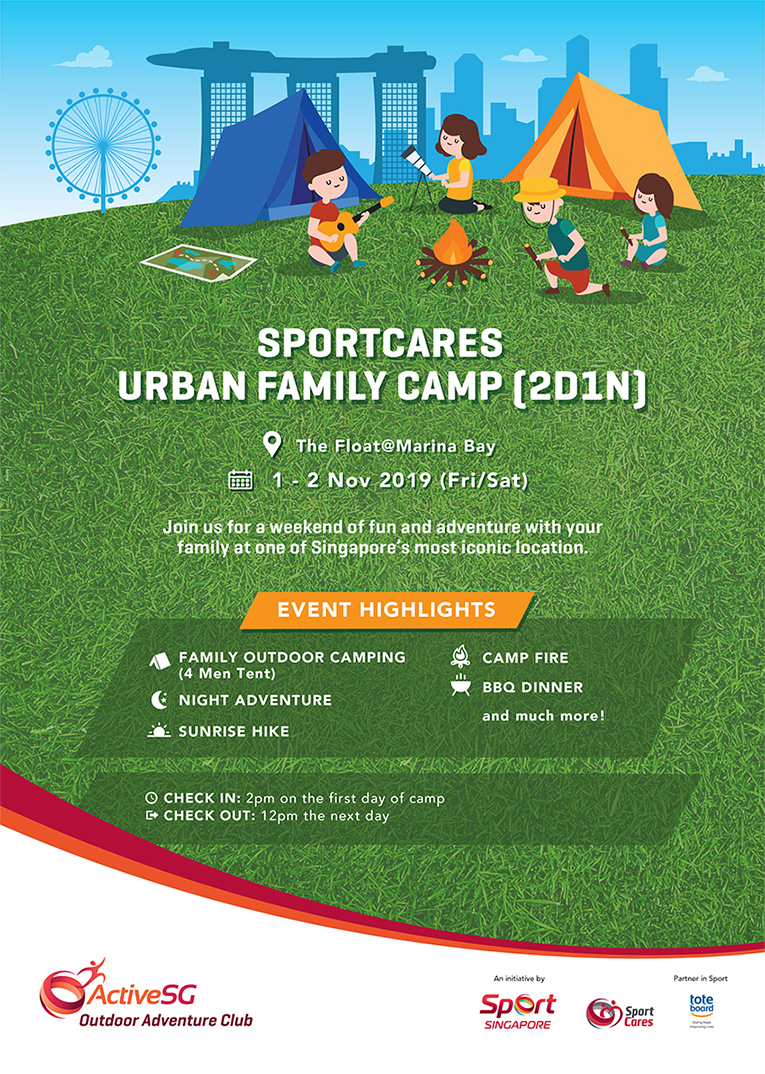 SPORTCARES
URBAN FAMILY CAMP (2D1N)
The Float@Marina Bay
1 - 2 Nov 2019 (Fri/Sat)
Join us for a weekend of fun and adventure with your
family at one of Singapore's most iconic location.
EVENT HIGHLIGHTS
FAMILY OUTDOOR CAMPING
(4 Men Tent)
NIGHT ADVENTURE
SUNRISE HIKE
CAMP FIRE
BBQ DINNER
and much more!
CHECK IN: 2pm on the first day of camp
CHECK OUT: 12pm the next day
ActiveSG
Outdoor Adventure Club
An initiative by
Sport
SINGAPORE
Sport
Cares
Partner in Sport
tote
board
Giving Hope
Improving Lives